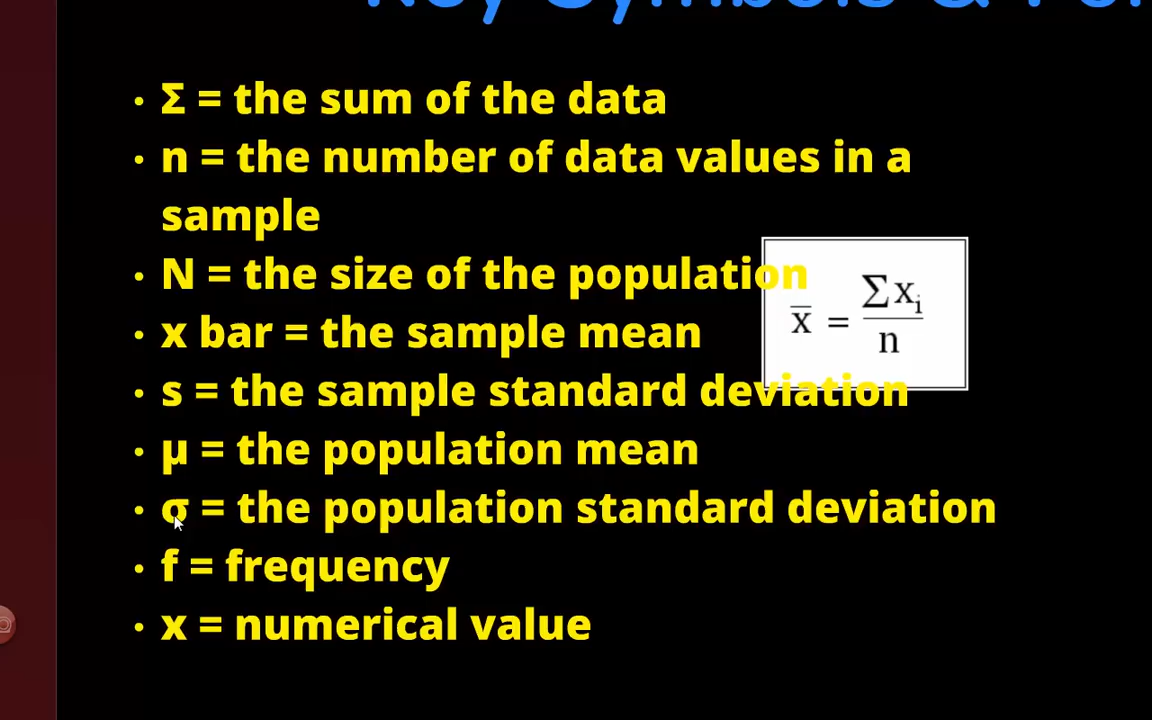 • Σ = the sum of the data
• n = the number of data values in a
sample
• N = the size of the population
• x bar = the sample mean
• s = the sample standard deviation
• μ = the population mean
• σ = the population standard deviation
• f = frequency
• x = numerical value
x̅ = Σxᵢ / n